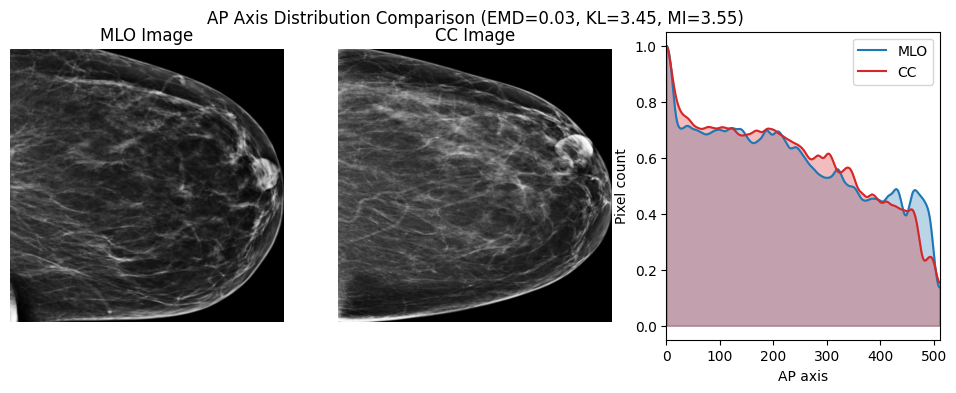 AP Axis Distribution Comparison (EMD=0.03, KL=3.45, MI=3.55)
MLO Image
CC Image
MLO
CC
Pixel count
1.0
0.8
0.6
0.4
0.2
0.0
0 100 200 300 400 500
AP axis